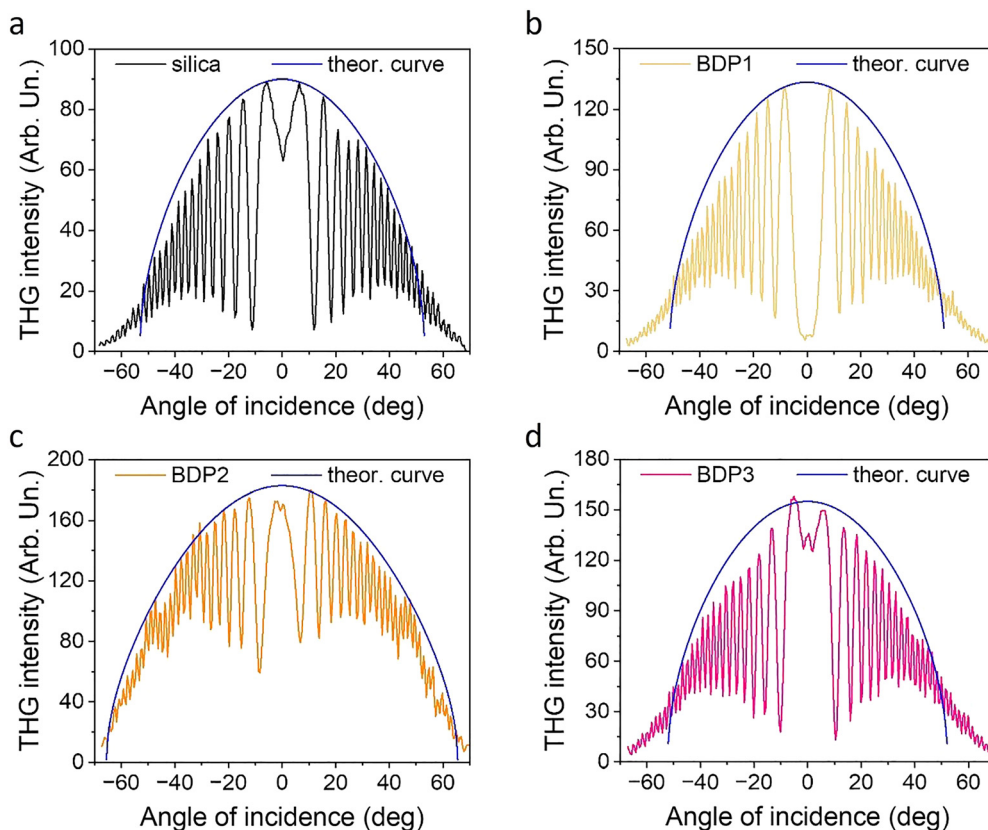 a
silica theor. curve
THG intensity (Arb. Un.)
100
80
60
40
20
0
−60 −40 −20 0 20 40 60
Angle of incidence (deg)
b
BDP1 theor. curve
THG intensity (Arb. Un.)
150
120
90
60
30
0
−60 −40 −20 0 20 40 60
Angle of incidence (deg)
c
BDP2 theor. curve
THG intensity (Arb. Un.)
200
160
120
80
40
0
−60 −40 −20 0 20 40 60
Angle of incidence (deg)
d
BDP3 theor. curve
THG intensity (Arb. Un.)
180
150
120
90
60
30
0
−60 −40 −20 0 20 40 60
Angle of incidence (deg)